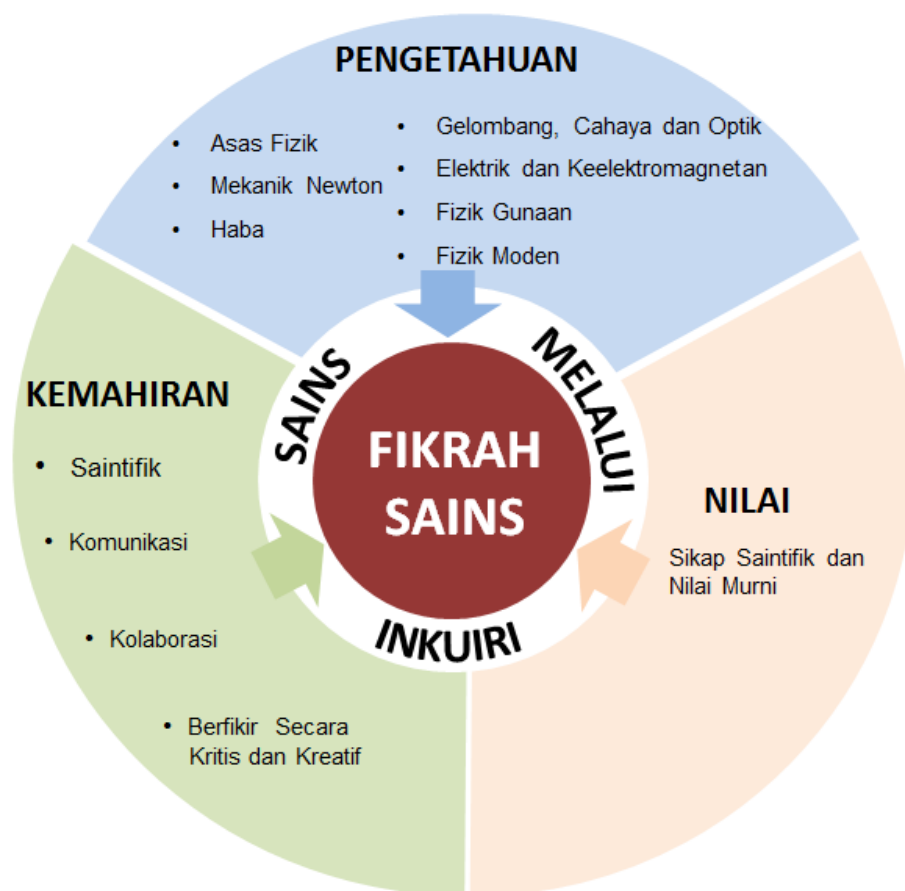 PENGETAHUAN
• Asas Fizik
• Mekanik Newton
• Haba
• Gelombang, Cahaya dan Optik
• Elektrik dan Keelektromagnetan
• Fizik Gunaan
• Fizik Moden
SAINS
MELALUI
INKUIRI
FIKRAH
SAINS
KEMAHIRAN
• Saintifik
• Komunikasi
• Kolaborasi
• Berfikir Secara
Kritis dan Kreatif
NILAI
Sikap Saintifik dan
Nilai Murni